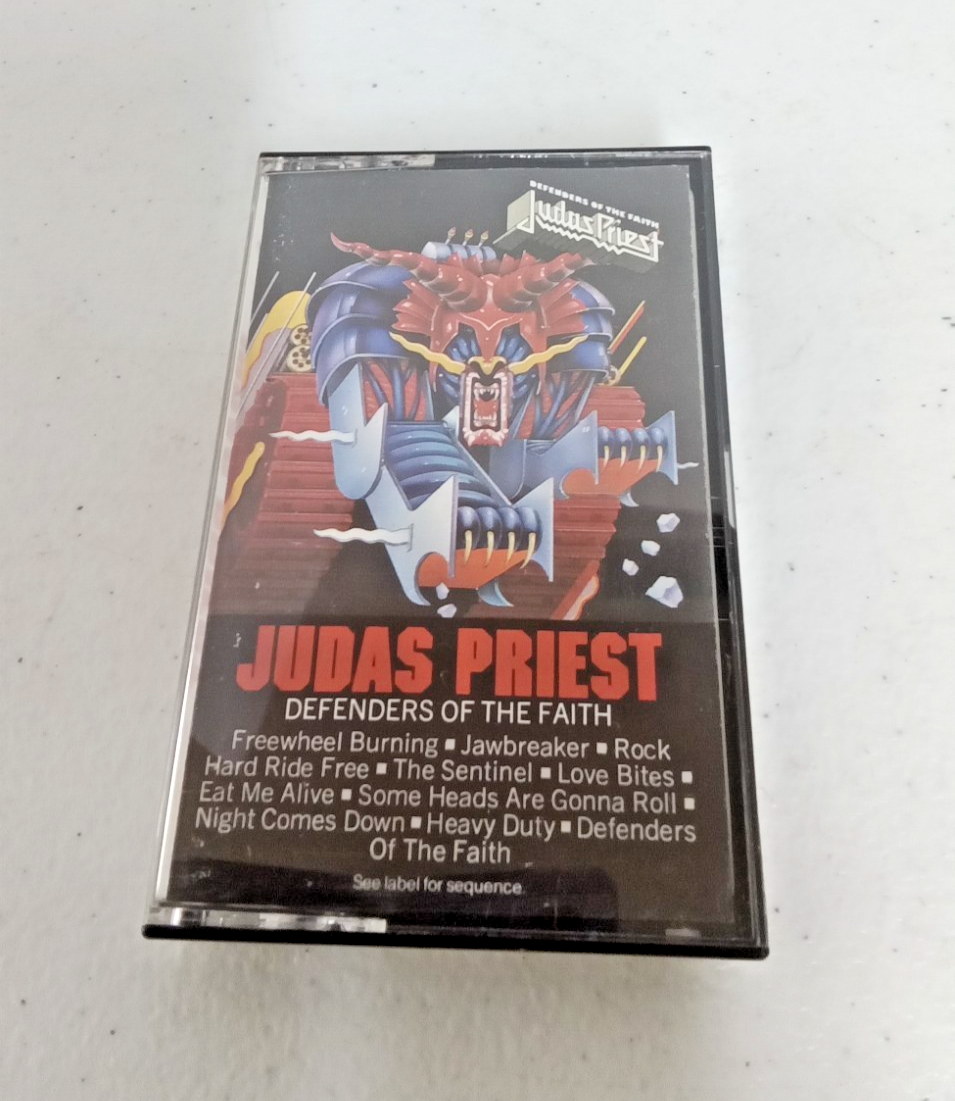 DEFENDERS OF THE FAITH
Judas Priest
JUDAS PRIEST
DEFENDERS OF THE FAITH
Freewheel Burning ▪ Jawbreaker ▪ Rock
Hard Ride Free ▪ The Sentinel ▪ Love Bites ▪
Eat Me Alive ▪ Some Heads Are Gonna Roll ▪
Night Comes Down ▪ Heavy Duty ▪ Defenders
Of The Faith
See label for sequence